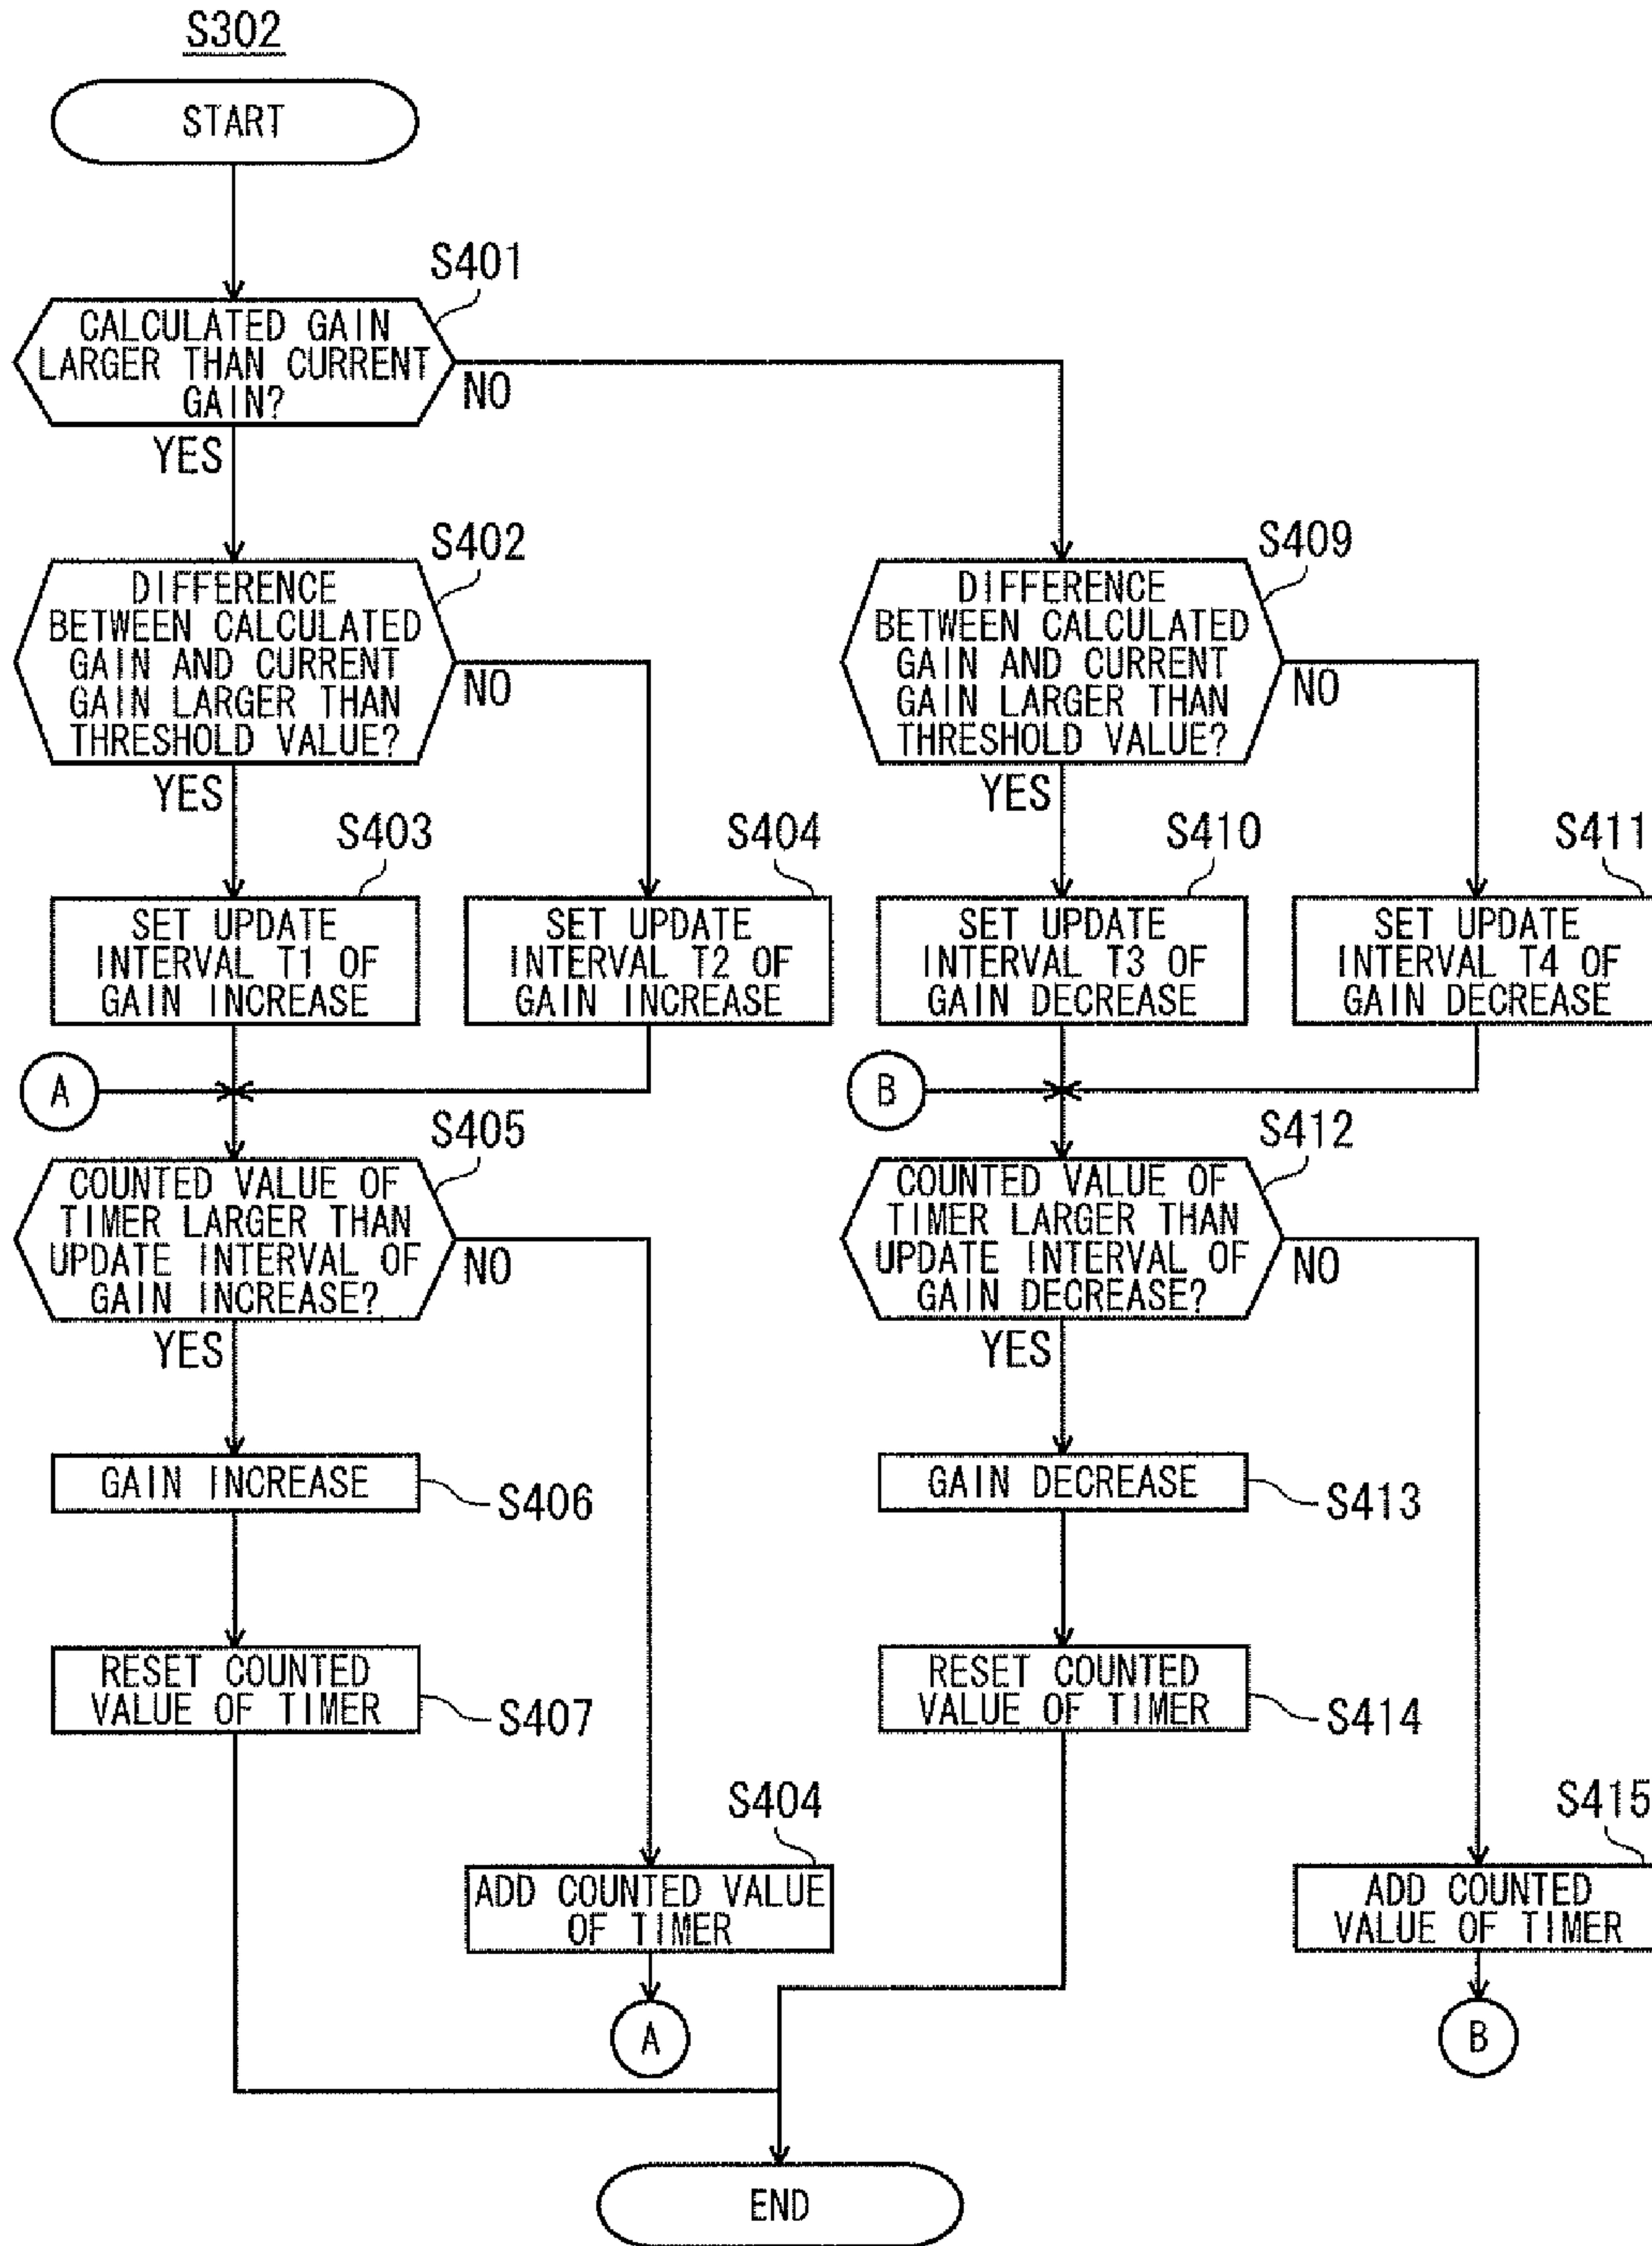 S302
START
S401
CALCULATED GAIN
LARGER THAN CURRENT
GAIN?
NO
YES
S402
DIFFERENCE
BETWEEN CALCULATED
GAIN AND CURRENT
GAIN LARGER THAN
THRESHOLD VALUE?
NO
YES
S409
DIFFERENCE
BETWEEN CALCULATED
GAIN AND CURRENT
GAIN LARGER THAN
THRESHOLD VALUE?
NO
YES
S403
SET UPDATE
INTERVAL T1 OF
GAIN INCREASE
S404
SET UPDATE
INTERVAL T2 OF
GAIN INCREASE
S410
SET UPDATE
INTERVAL T3 OF
GAIN DECREASE
S411
SET UPDATE
INTERVAL T4 OF
GAIN DECREASE
A
B
S405
COUNTED VALUE OF
TIMER LARGER THAN
UPDATE INTERVAL OF
GAIN INCREASE?
NO
YES
S412
COUNTED VALUE OF
TIMER LARGER THAN
UPDATE INTERVAL OF
GAIN DECREASE?
NO
YES
GAIN INCREASE
S406
GAIN DECREASE
S413
RESET COUNTED
VALUE OF TIMER
S407
RESET COUNTED
VALUE OF TIMER
S414
S404
ADD COUNTED VALUE
OF TIMER
S415
ADD COUNTED
VALUE OF TIMER
A
B
END